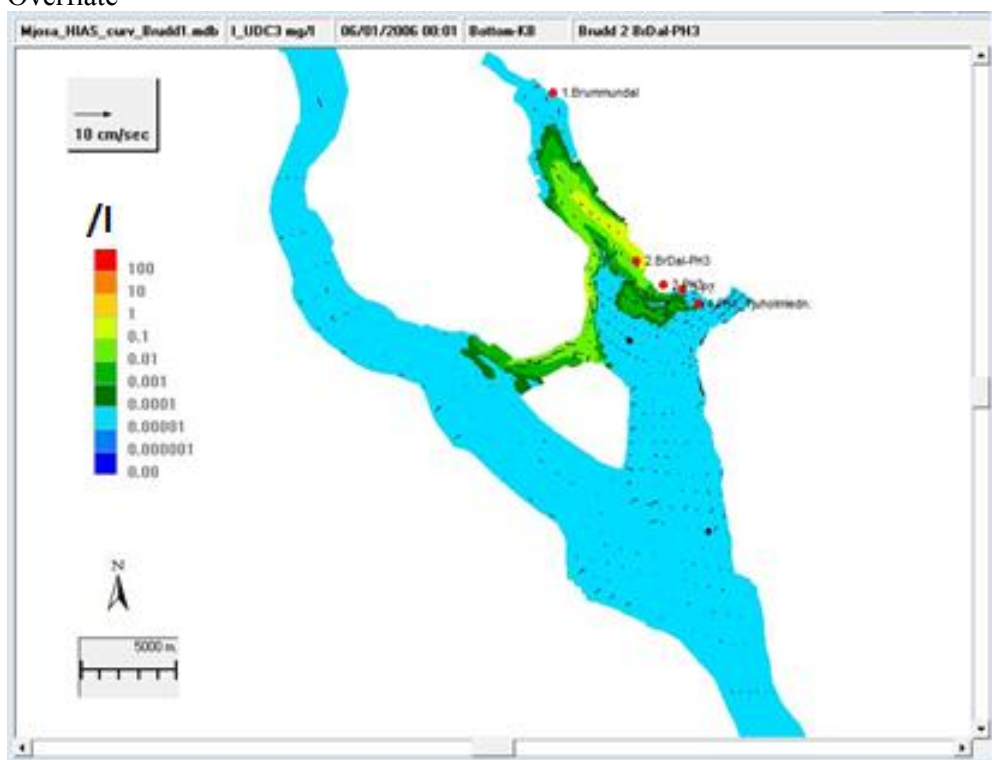 Overflate
Mjosa_HIAS_curv_Brudd1.mdb I_UDC3 mg/l 06/01/2006 00:01 Bottom-KB Brudd 2 BrDal-PH3
10 cm/sec
1.Brummundal
/l
100
10
1
0.1
0.01
0.001
0.0001
0.00001
0.000001
0.00
2.BrDal-PH3
N
5000 m.